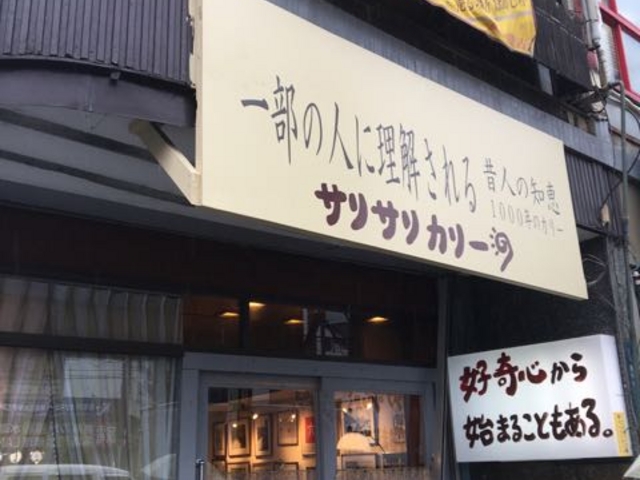 一部の人に理解される
昔人の知恵
1000年のカリー
サリサリカリー
好奇心から
始まることもある。